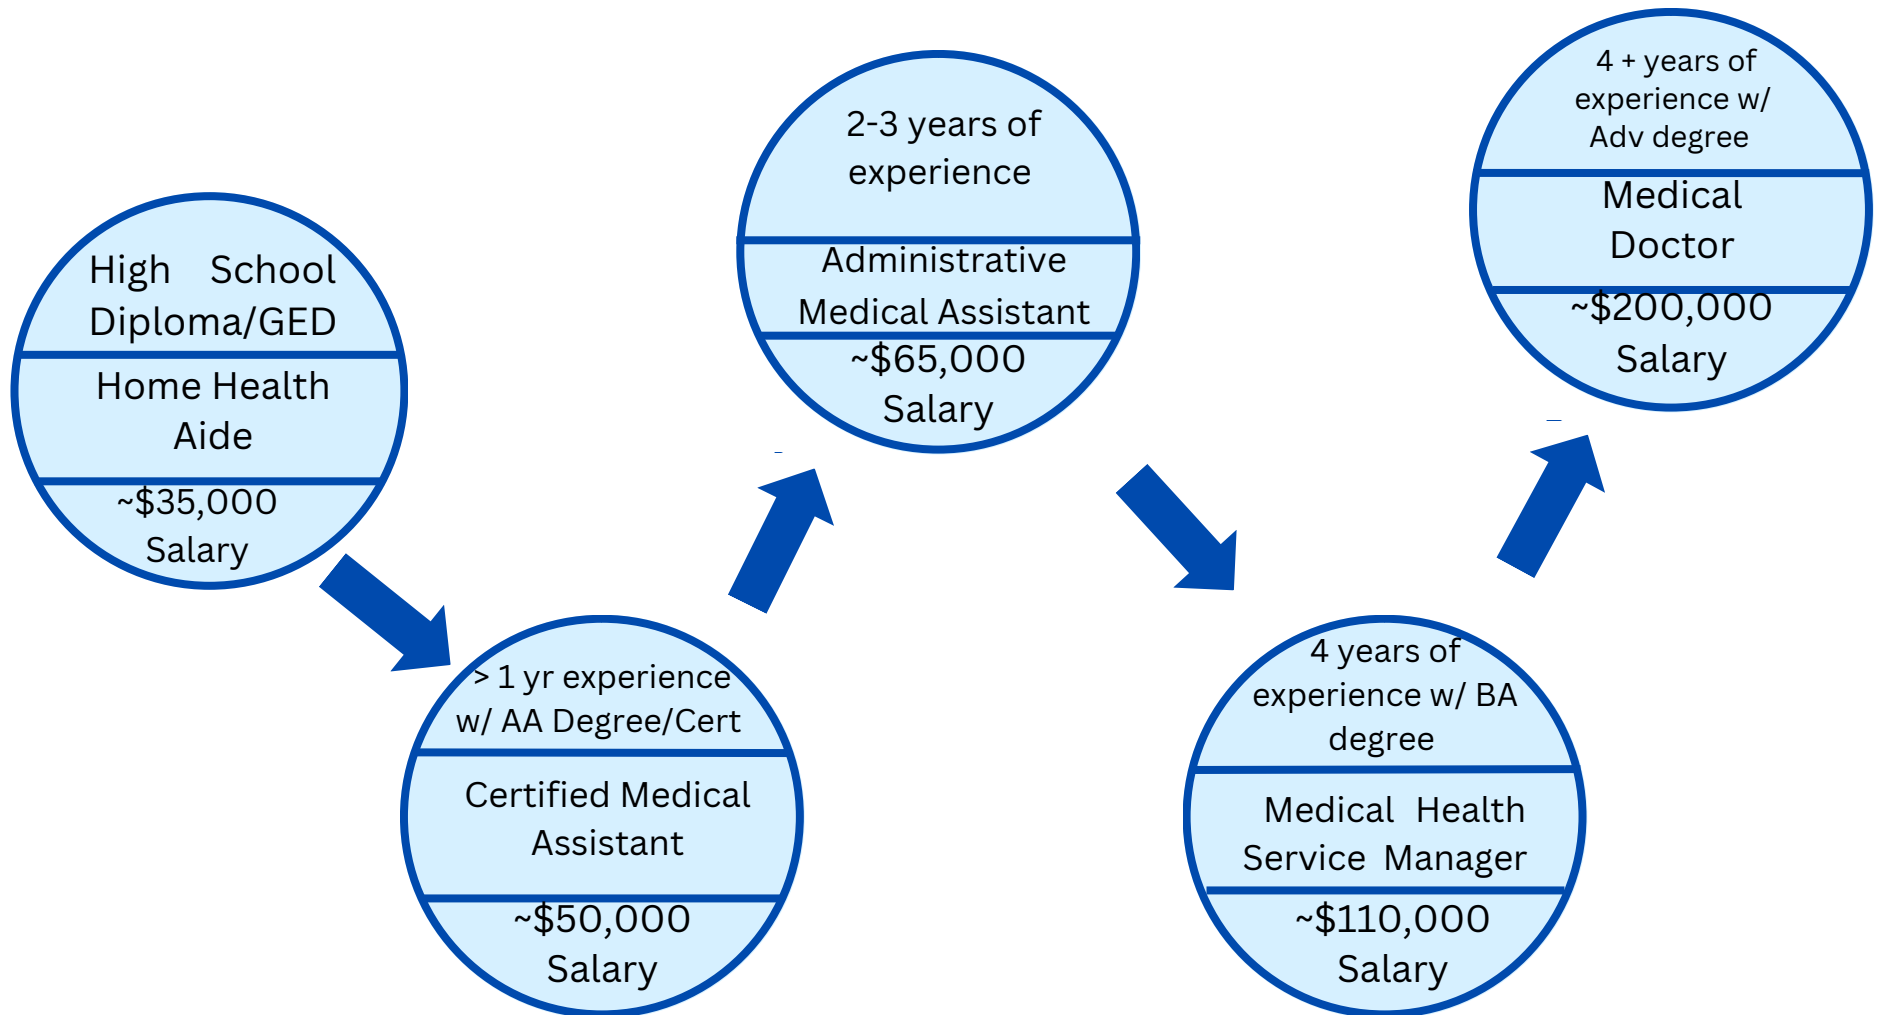 High School
Diploma/GED
Home Health
Aide
~$35,000
Salary
> 1 yr experience
w/ AA Degree/Cert
Certified Medical
Assistant
~$50,000
Salary
2-3 years of
experience
Administrative
Medical Assistant
~$65,000
Salary
4 years of
experience w/ BA
degree
Medical Health
Service Manager
~$110,000
Salary
4 + years of
experience w/
Adv degree
Medical
Doctor
~$200,000
Salary